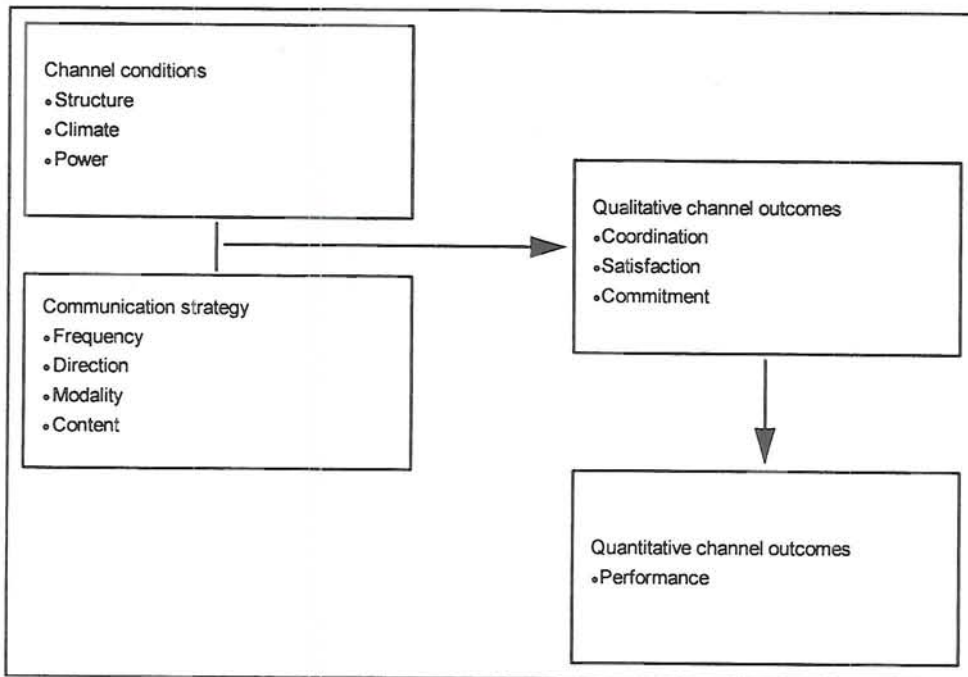 Channel conditions
•Structure
•Climate
•Power
Communication strategy
•Frequency
•Direction
•Modality
•Content
Qualitative channel outcomes
•Coordination
•Satisfaction
•Commitment
Quantitative channel outcomes
•Performance